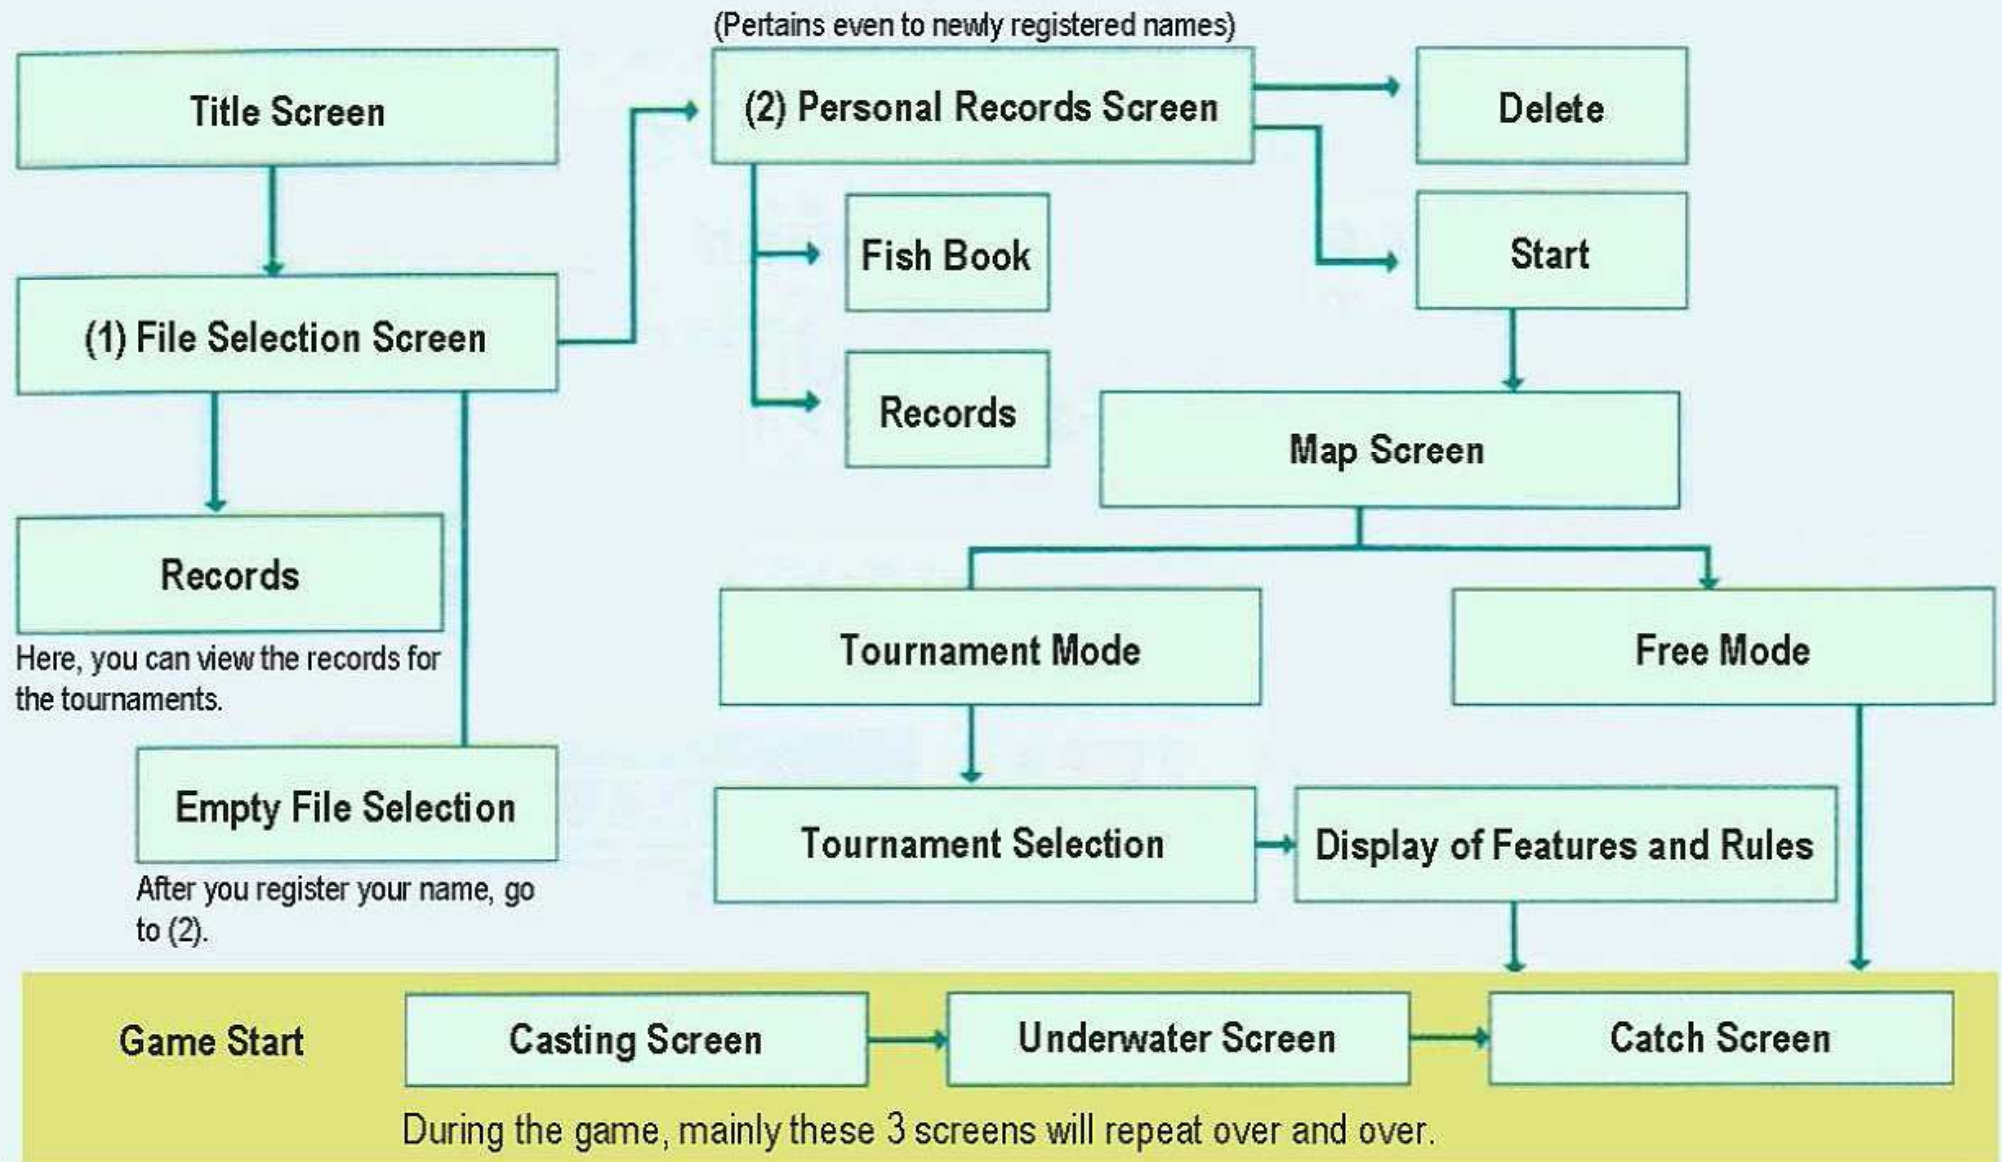 (Pertains even to newly registered names)
Title Screen
(2) Personal Records Screen
Delete
Fish Book
Start
(1) File Selection Screen
Records
Map Screen
Records
Here, you can view the records for
the tournaments.
Tournament Mode
Free Mode
Empty File Selection
After you register your name, go
to (2).
Tournament Selection
Display of Features and Rules
Game Start
Casting Screen
Underwater Screen
Catch Screen
During the game, mainly these 3 screens will repeat over and over.